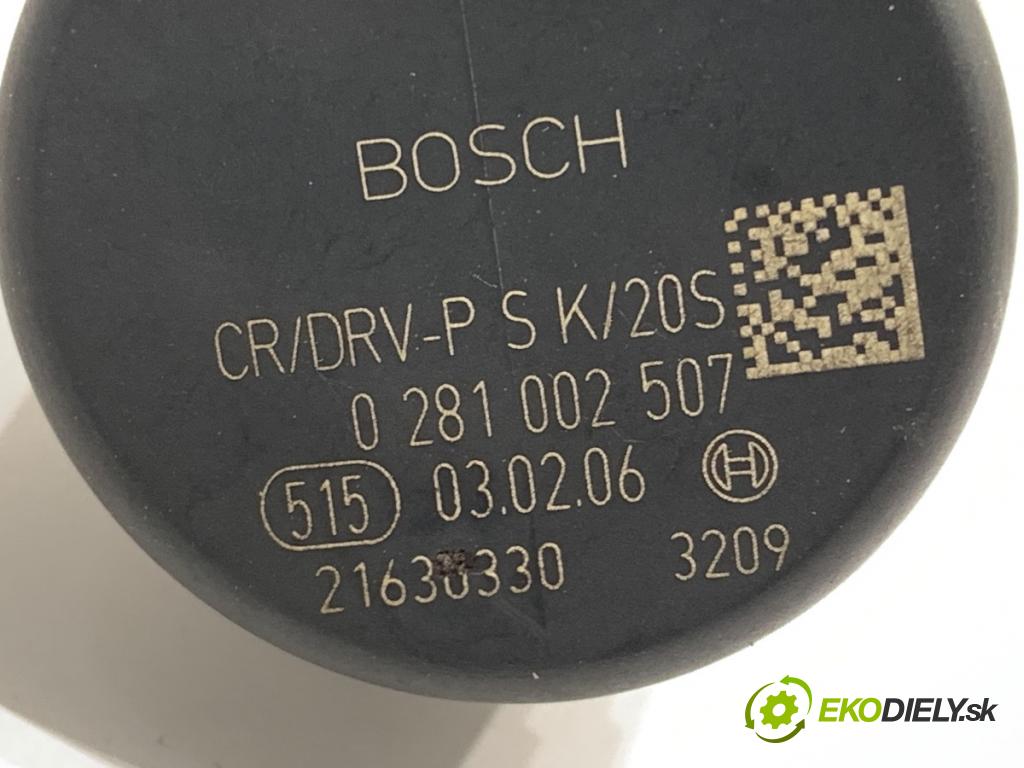 BOSCH
CR/DRV-P S K/20S
0 281 002 507
515 03.02.06
21630330 3209
EKODIELY.sk